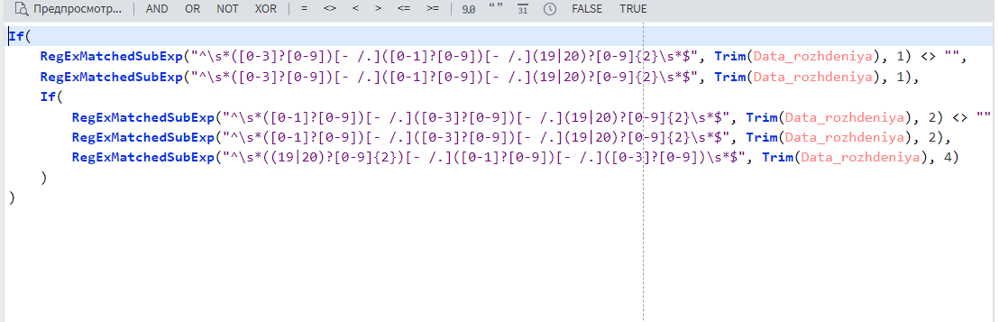 Предпросмотр... AND OR NOT XOR = <> < > <= >= 9.0 “” 31 FALSE TRUE
If(
    RegExMatchedSubExp("^\s*([0-3]?[0-9])[- /.]([0-1]?[0-9])[- /.](19|20)?[0-9]{2}\s*$", Trim(Data_rozhdeniya), 1) <> "",
    RegExMatchedSubExp("^\s*([0-3]?[0-9])[- /.]([0-1]?[0-9])[- /.](19|20)?[0-9]{2}\s*$", Trim(Data_rozhdeniya), 1),
    If(
        RegExMatchedSubExp("^\s*([0-1]?[0-9])[- /.]([0-3]?[0-9])[- /.](19|20)?[0-9]{2}\s*$", Trim(Data_rozhdeniya), 2) <> ""
        RegExMatchedSubExp("^\s*([0-1]?[0-9])[- /.]([0-3]?[0-9])[- /.](19|20)?[0-9]{2}\s*$", Trim(Data_rozhdeniya), 2),
        RegExMatchedSubExp("^\s*((19|20)?[0-9]{2})[- /.]([0-1]?[0-9])[- /.]([0-3]?[0-9])\s*$", Trim(Data_rozhdeniya), 4)
    )
)